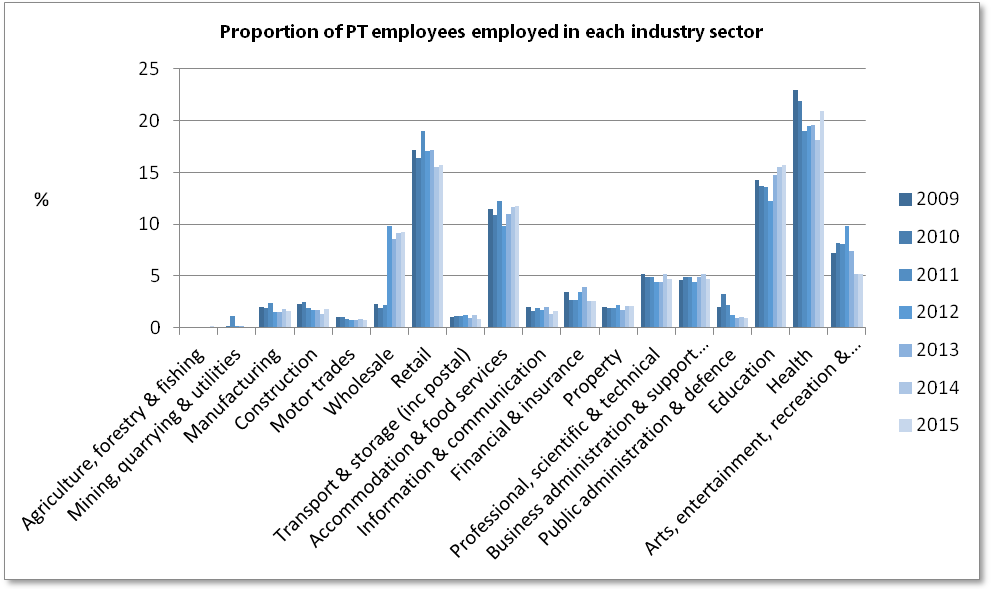 Proportion of PT employees employed in each industry sector
25
20
15
10
5
0
%
2009
2010
2011
2012
2013
2014
2015
Agriculture, forestry & fishing
Mining, quarrying & utilities
Manufacturing
Construction
Motor trades
Wholesale
Retail
Transport & storage (inc postal)
Accommodation & food services
Information & communication
Financial & insurance
Property
Professional, scientific & technical
Business administration & support...
Public administration & defence
Education
Health
Arts, entertainment, recreation &...